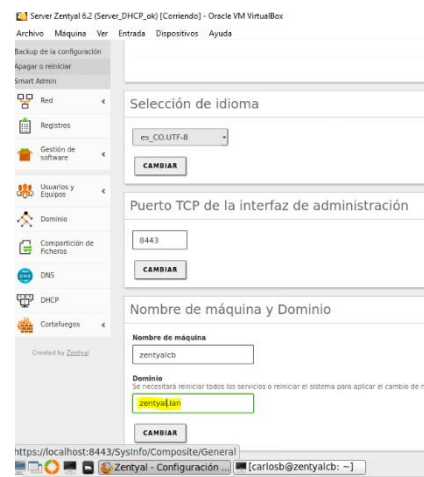 Server Zentyal 6.2 (Server_DHCP_ok) [Corriendo] - Oracle VM VirtualBox
Archivo Máquina Ver Entrada Dispositivos Ayuda
Backup de la configuración
Apagar o reiniciar
Smart Admin
Red
Registros
Gestión de
software
Usuarios y
Equipos
Dominio
Compartición de
Ficheros
DNS
DHCP
Cortafuegos
Created by Zentyal
Selección de idioma
es_CO.UTF-8
CAMBIAR
Puerto TCP de la interfaz de administración
8443
CAMBIAR
Nombre de máquina y Dominio
Nombre de máquina
zentyalcb
Dominio
Se necesitará reiniciar todos los servicios o reiniciar el sistema para aplicar el cambio de
zentyal.lan
CAMBIAR
https://localhost:8443/SysInfo/Composite/General
Zentyal - Configuración ...
[carlosb@zentyalcb: ~]